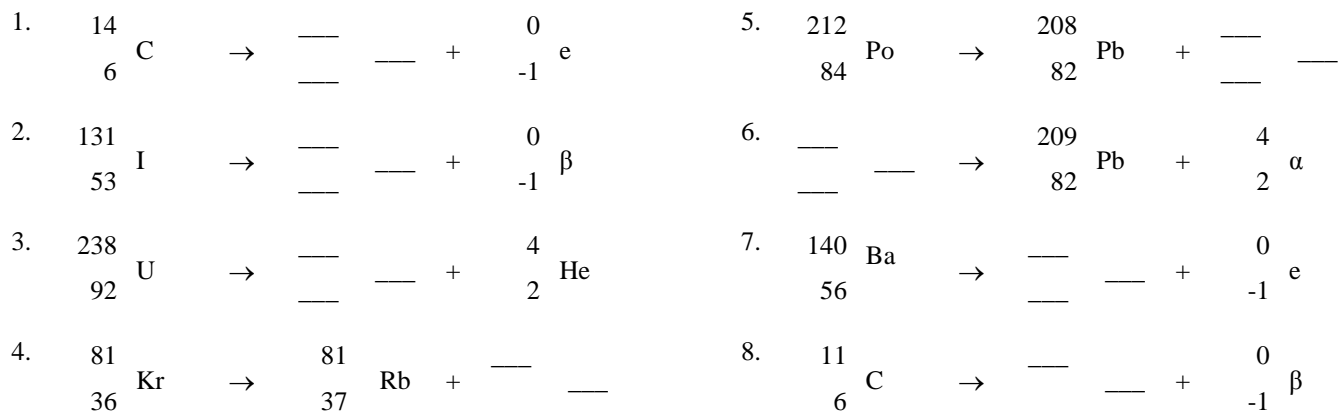 1. 14 6 C → ___ ___ ___ + 0 -1 e
2. 131 53 I → ___ ___ ___ + 0 -1 β
3. 238 92 U → ___ ___ ___ + 4 2 He
4. 81 36 Kr → 81 37 Rb + ___ ___
5. 212 84 Po → 208 82 Pb + ___ ___ ___
6. ___ ___ ___ → 209 82 Pb + 4 2 α
7. 140 56 Ba → ___ ___ ___ + 0 -1 e
8. 11 6 C → ___ ___ ___ + 0 -1 β